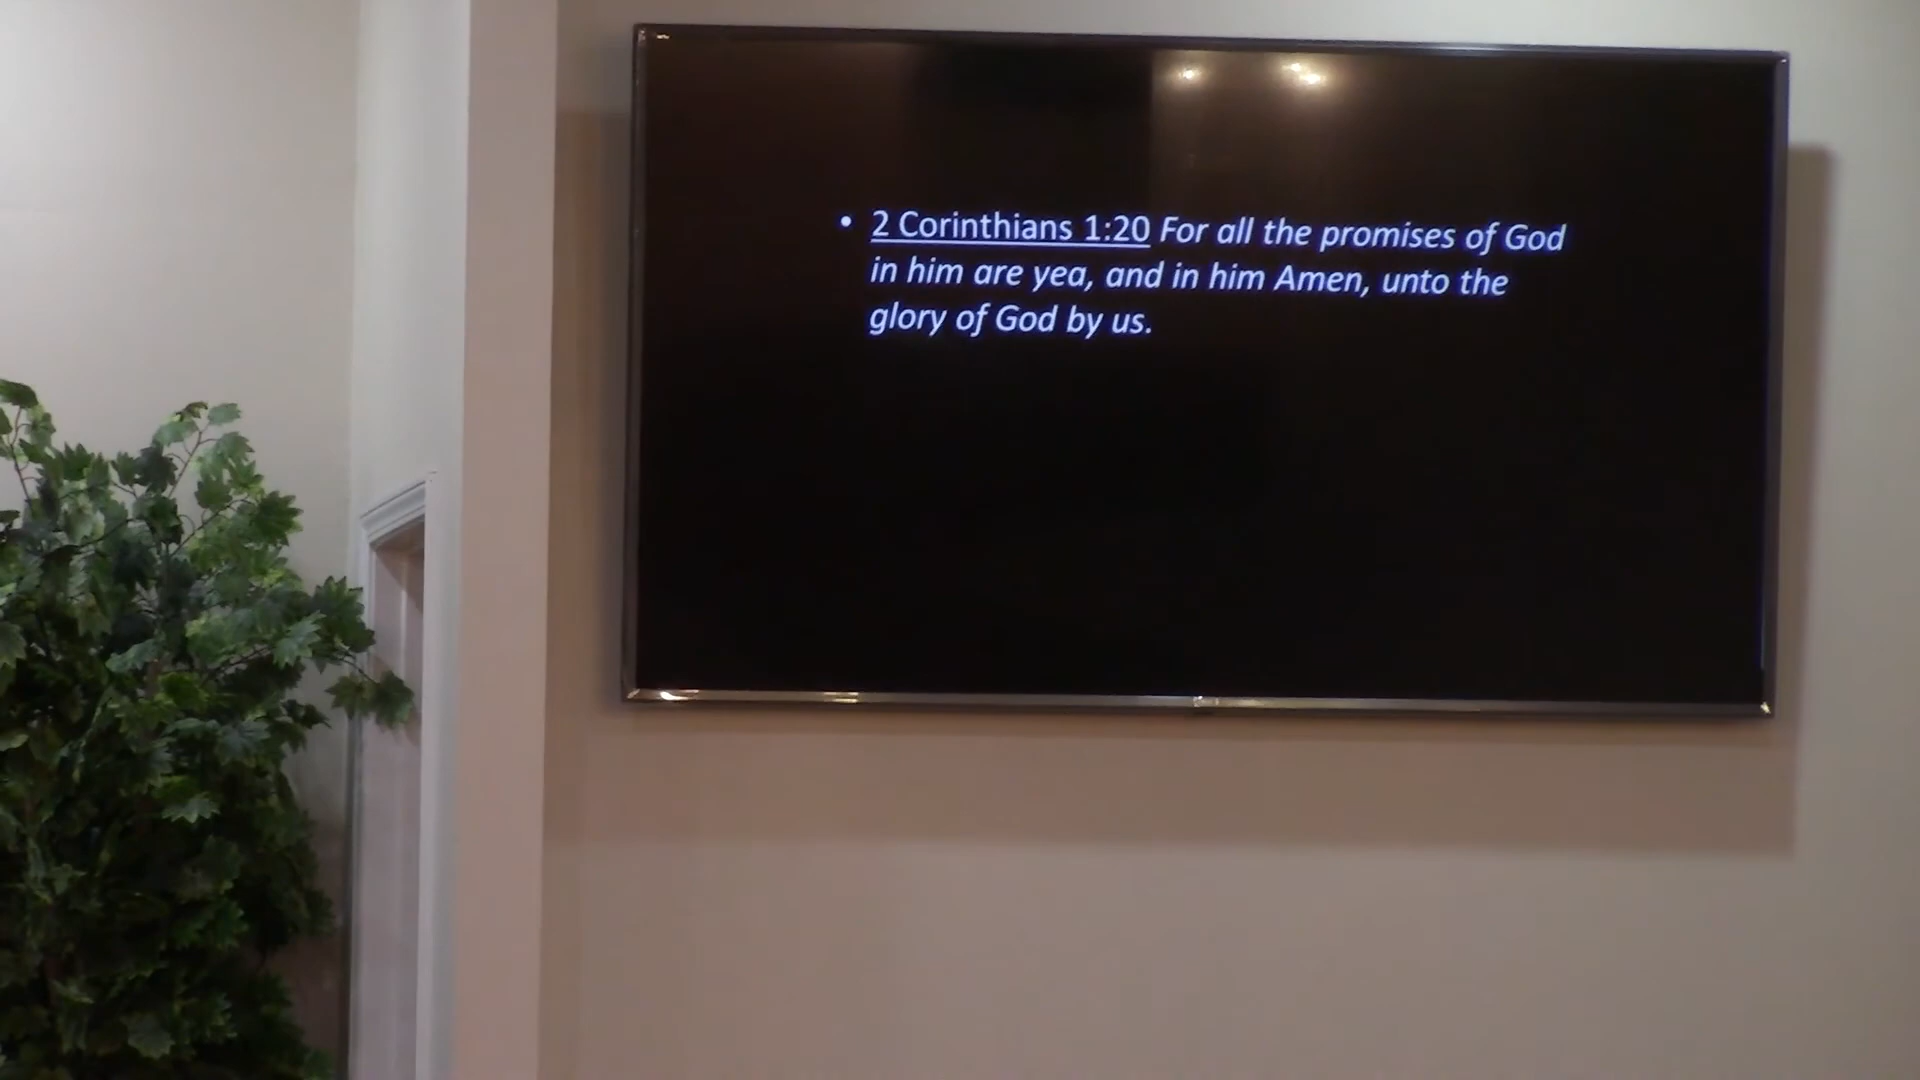 • 2 Corinthians 1:20 For all the promises of God
in him are yea, and in him Amen, unto the
glory of God by us.